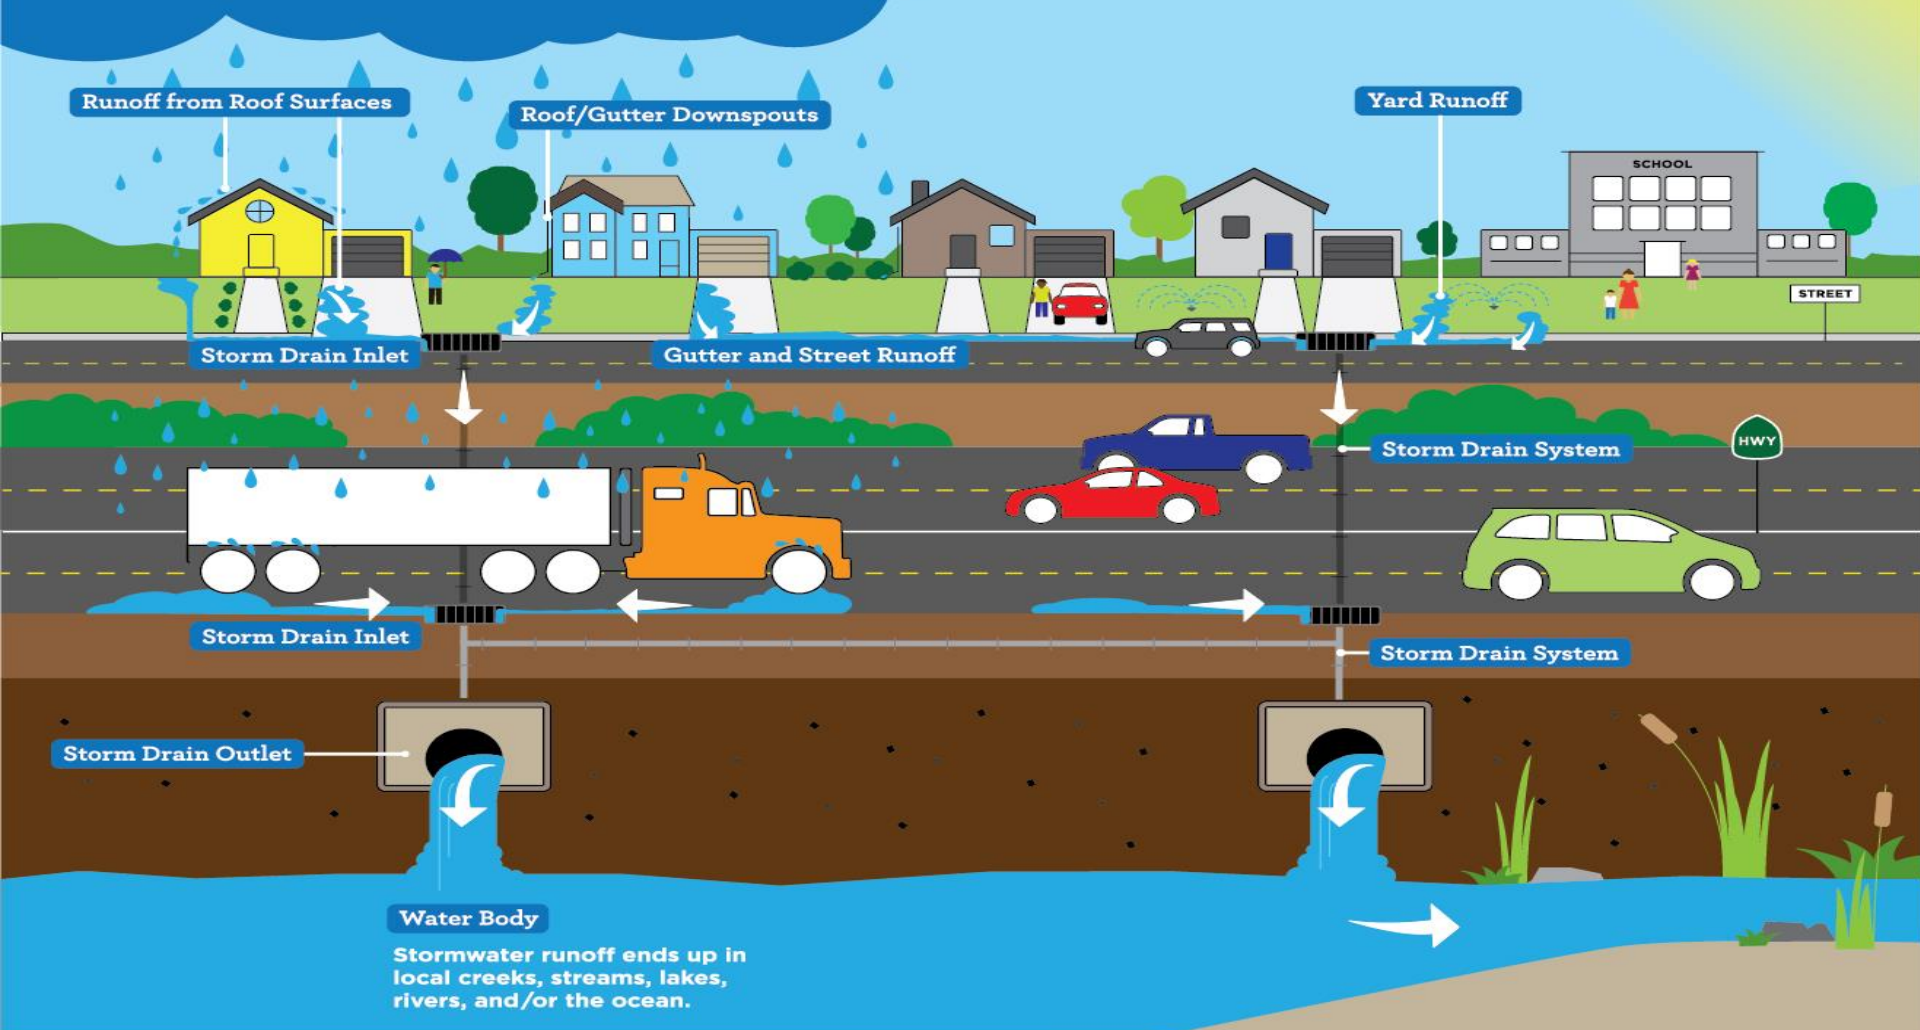 Runoff from Roof Surfaces
Roof/Gutter Downspouts
Yard Runoff
SCHOOL
STREET
Storm Drain Inlet
Gutter and Street Runoff
Storm Drain System
HWY
Storm Drain Inlet
Storm Drain System
Storm Drain Outlet
Water Body
Stormwater runoff ends up in
local creeks, streams, lakes,
rivers, and/or the ocean.